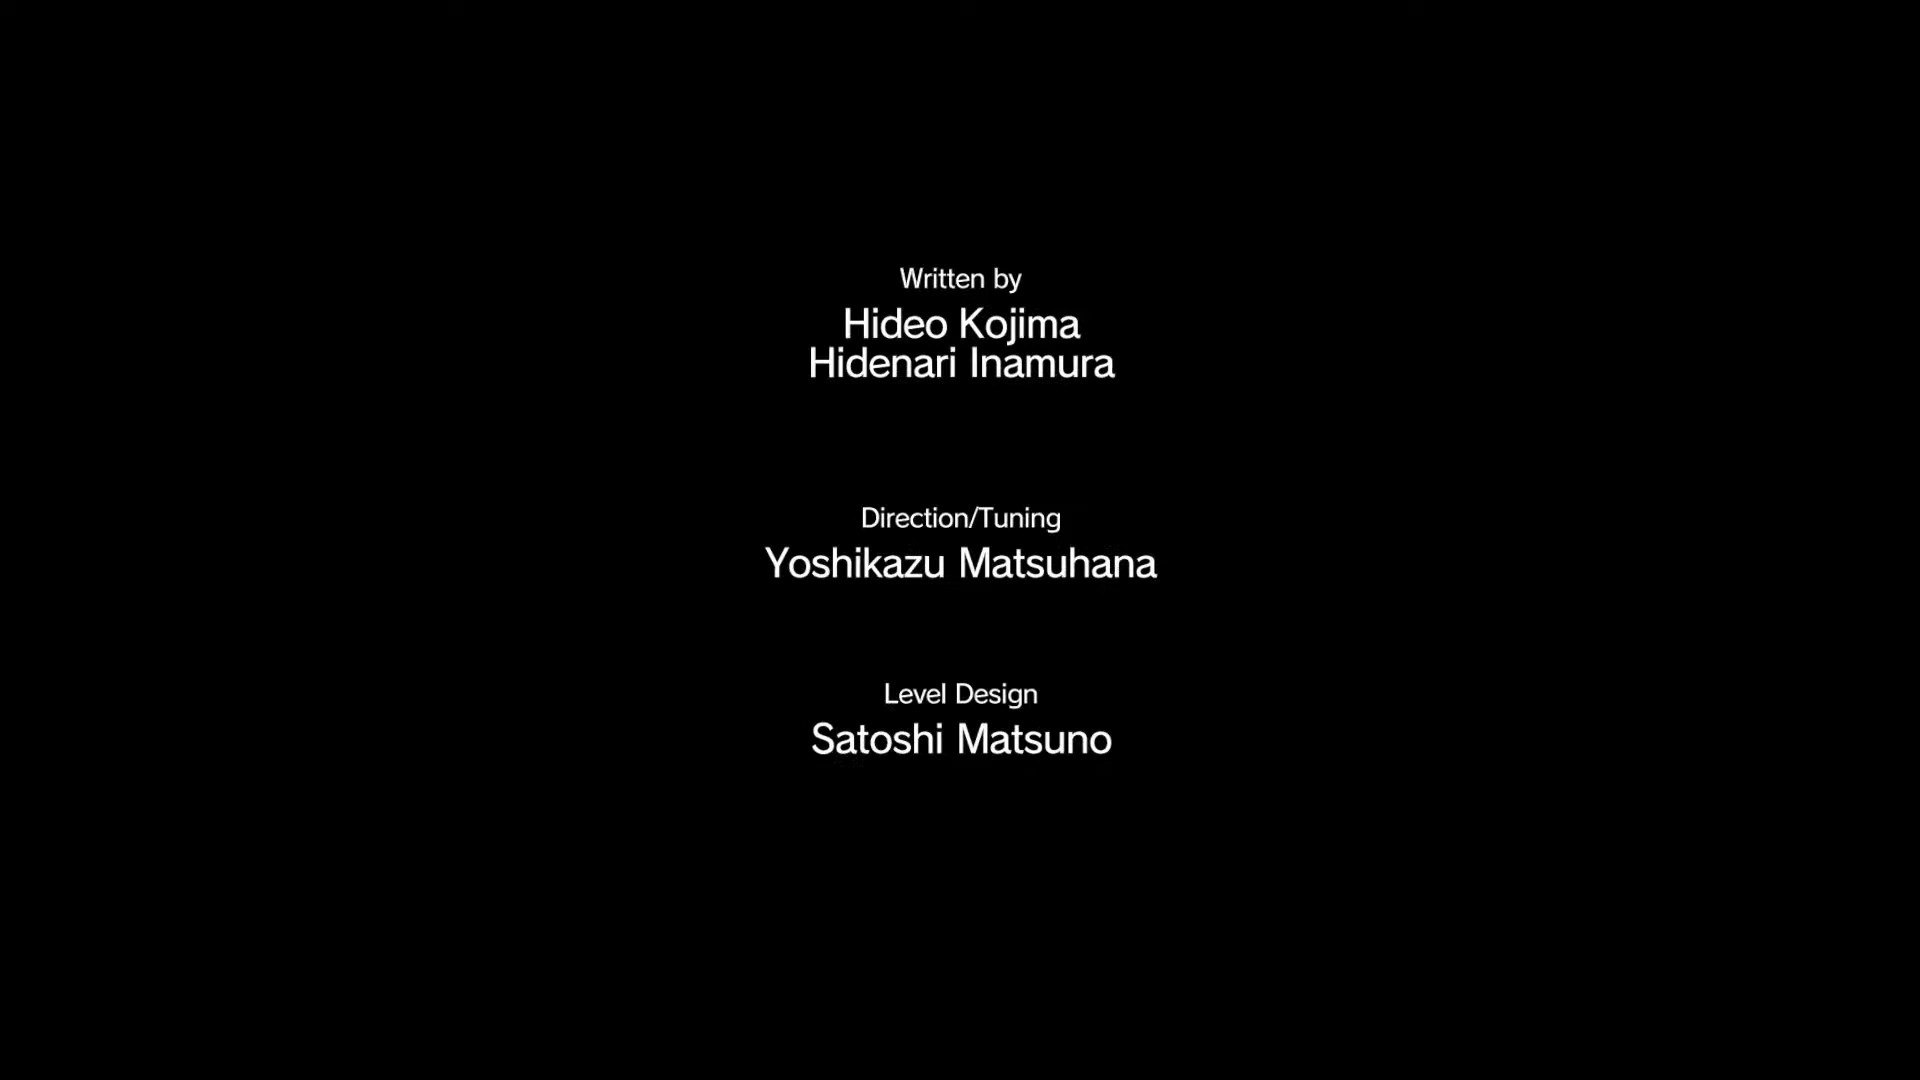 Written by
Hideo Kojima
Hidenari Inamura
Direction/Tuning
Yoshikazu Matsuhana
Level Design
Satoshi Matsuno